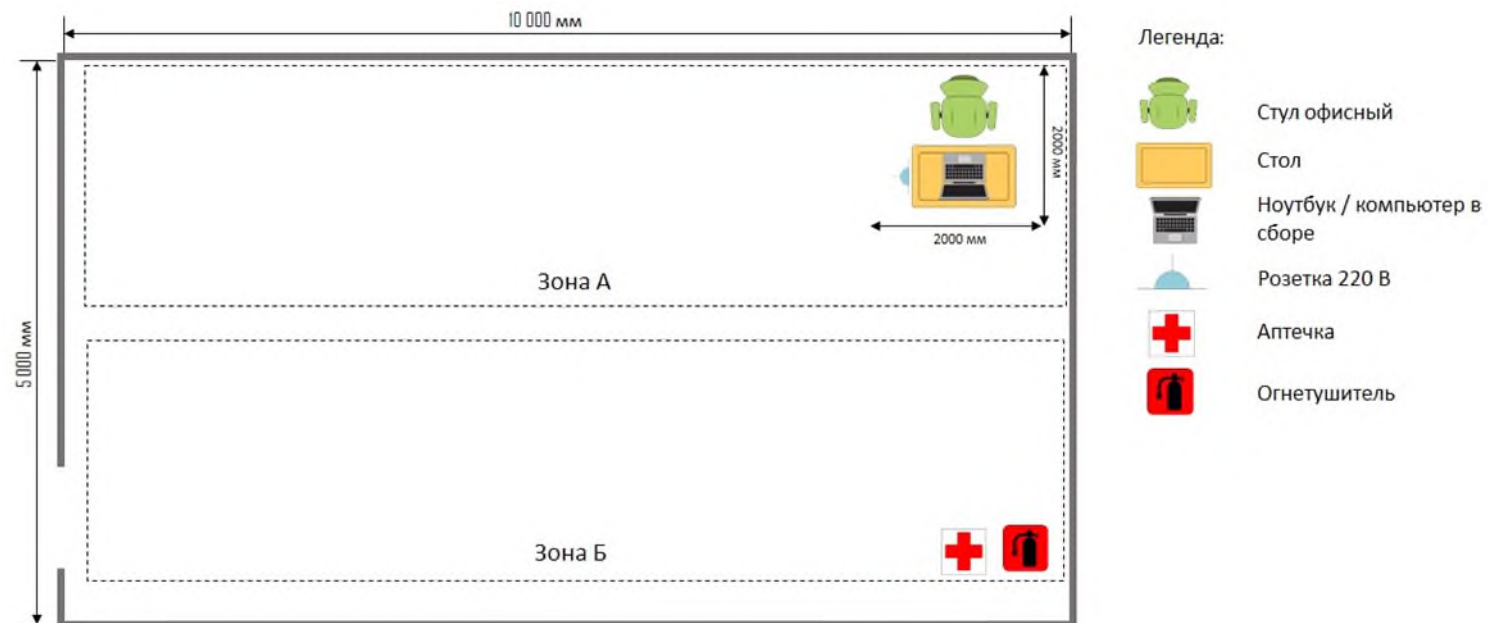 10 000 мм
Легенда:
5 000 мм
2000 мм
2000 мм
Зона А
Зона Б
Стул офисный
Стол
Ноутбук / компьютер в
сборе
Розетка 220 В
Аптечка
Огнетушитель